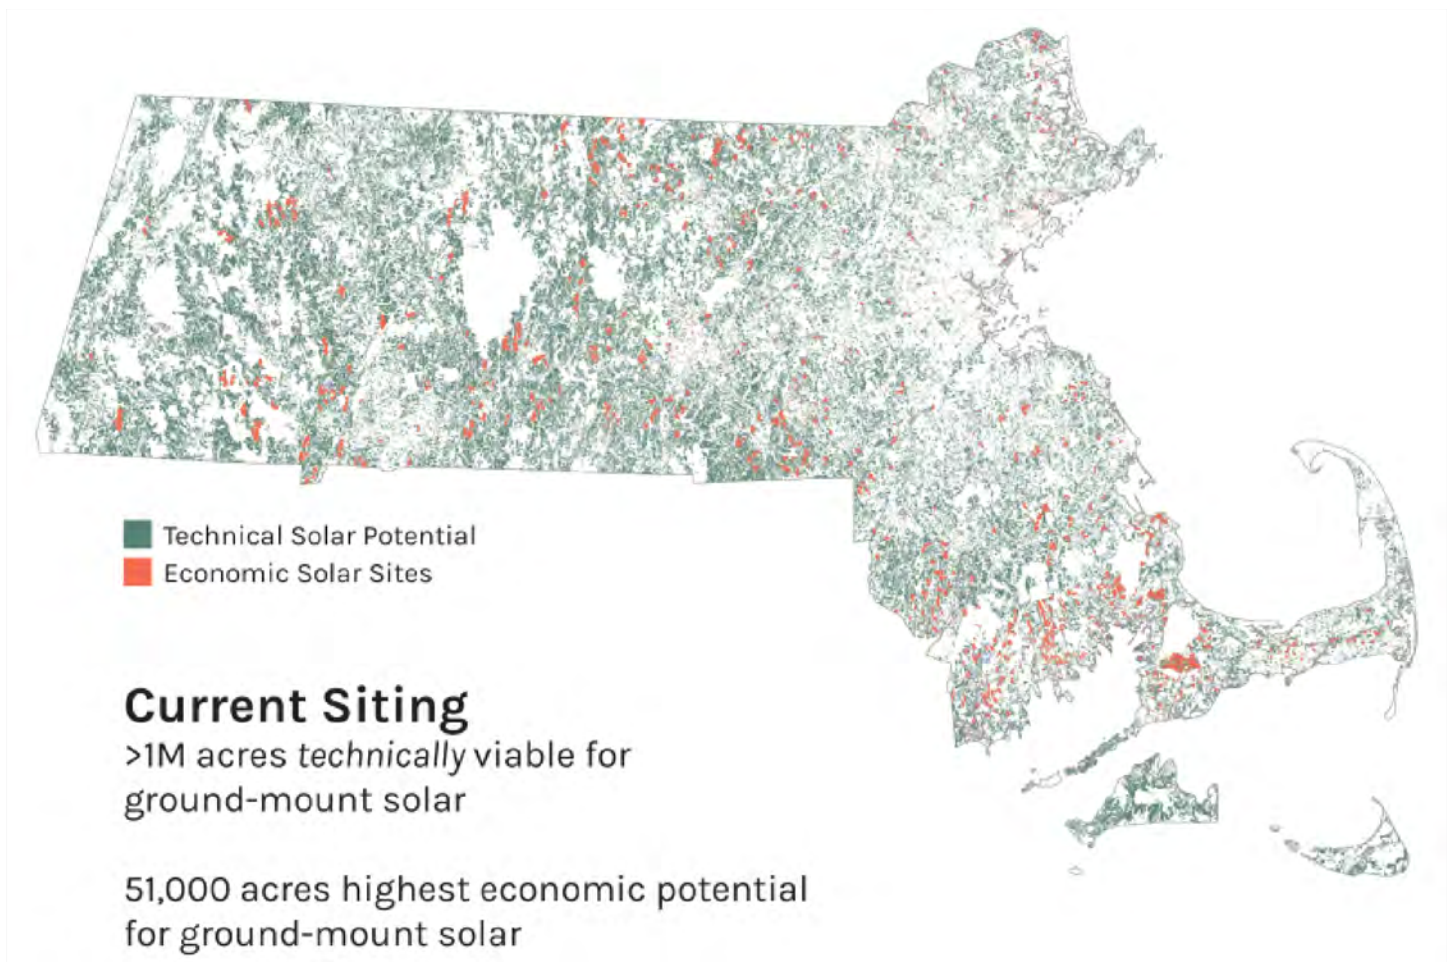 Technical Solar Potential
Economic Solar Sites
Current Siting
>1M acres technically viable for
ground-mount solar
51,000 acres highest economic potential
for ground-mount solar